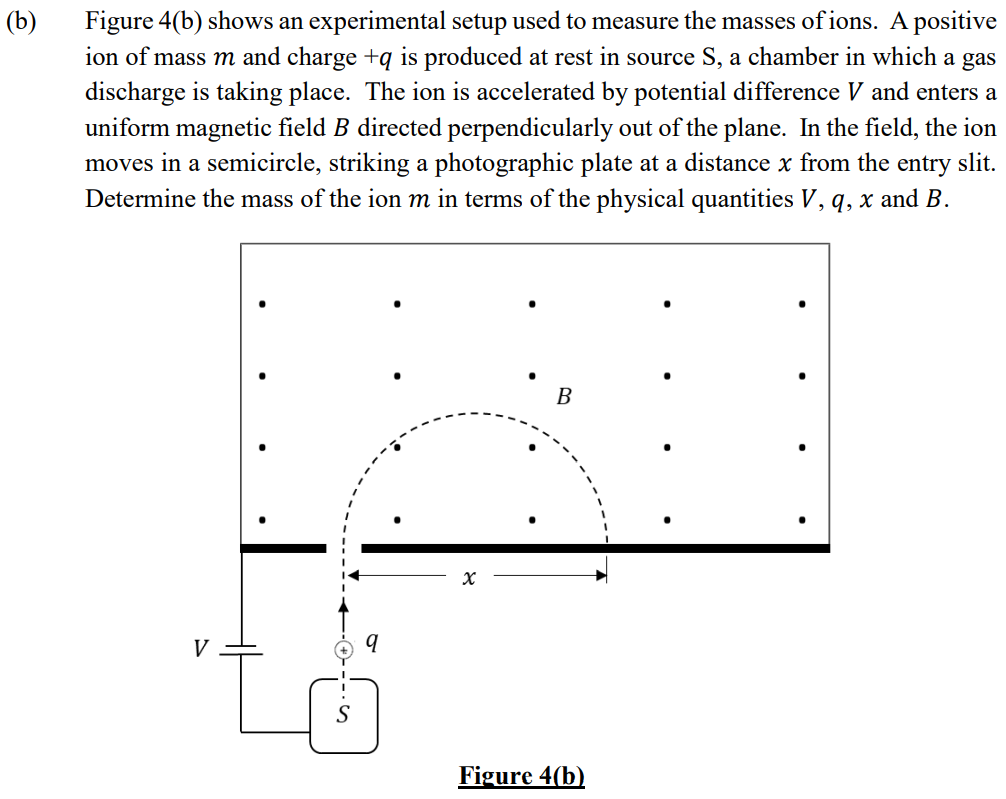 (b) Figure 4(b) shows an experimental setup used to measure the masses of ions. A positive
ion of mass m and charge +q is produced at rest in source S, a chamber in which a gas
discharge is taking place. The ion is accelerated by potential difference V and enters a
uniform magnetic field B directed perpendicularly out of the plane. In the field, the ion
moves in a semicircle, striking a photographic plate at a distance x from the entry slit.
Determine the mass of the ion m in terms of the physical quantities V, q, x and B.
B
x
V
+ q
S
Figure 4(b)